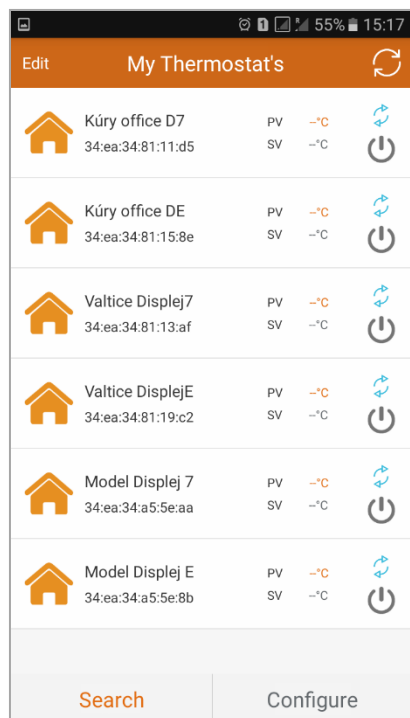 1 55% 15:17
Edit My Thermostat's
Kúry office D7 PV --°C
34:ea:34:81:11:d5 SV --°C
Kúry office DE PV --°C
34:ea:34:81:15:8e SV --°C
Valtice Displej7 PV --°C
34:ea:34:81:13:af SV --°C
Valtice DisplejE PV --°C
34:ea:34:81:19:c2 SV --°C
Model Displej 7 PV --°C
34:ea:34:a5:5e:aa SV --°C
Model Displej E PV --°C
34:ea:34:a5:5e:8b SV --°C
Search Configure